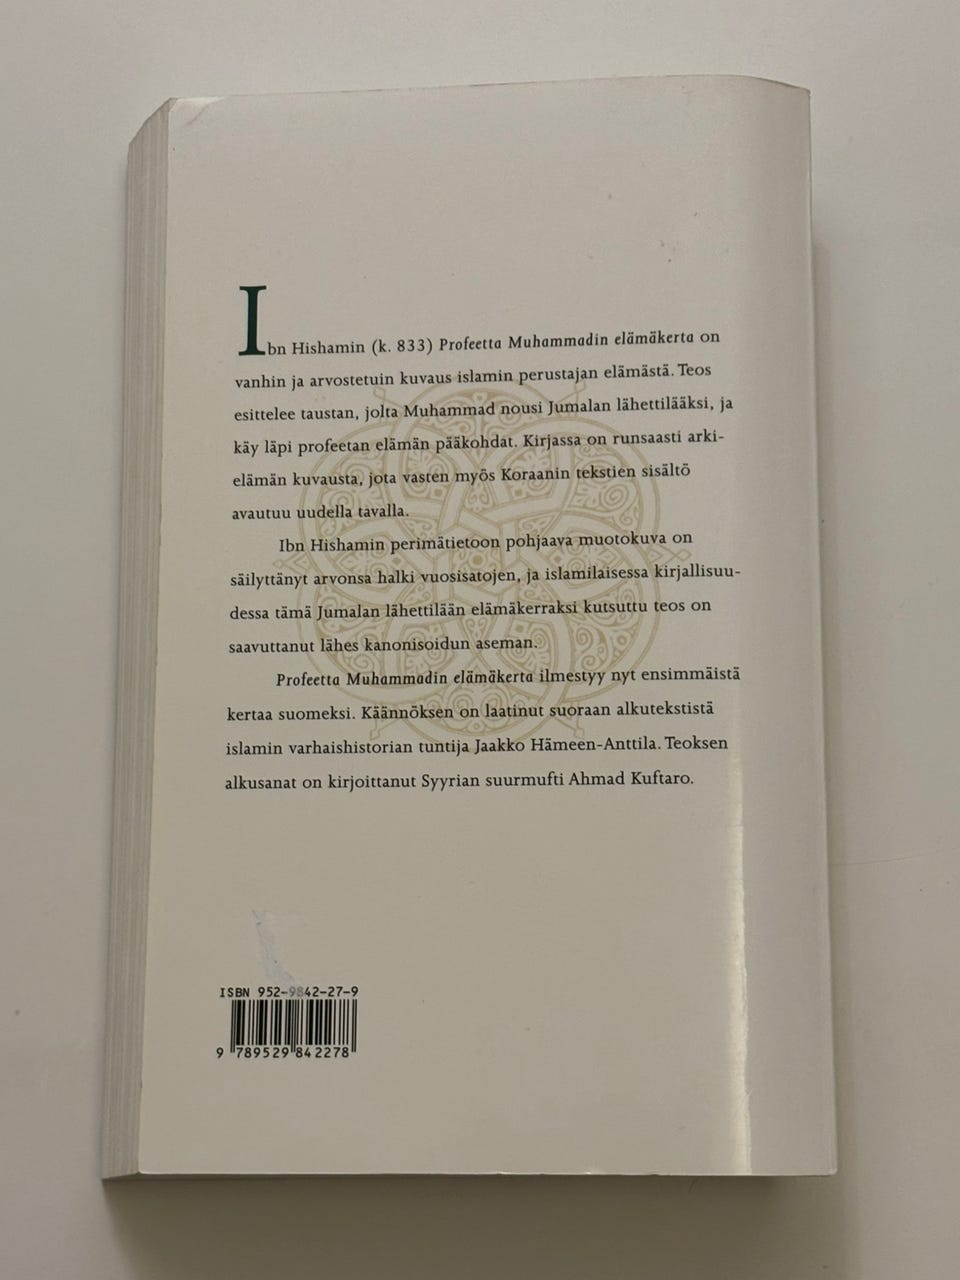 Ibn Hishamin (k. 833) Profeetta Muhammadin elämäkerta on
vanhin ja arvostetuin kuvaus islamin perustajan elämästä. Teos
esittelee taustan, jolta Muhammad nousi Jumalan lähettilääksi, ja
käy läpi profeetan elämän pääkohdat. Kirjassa on runsaasti arki-
elämän kuvausta, jota vasten myös Koraanin tekstien sisältö
avautuu uudella tavalla.
Ibn Hishamin perimätietoon pohjaava muotokuva on
säilyttänyt arvonsa halki vuosisatojen, ja islamilaisessa kirjallisuu-
dessa tämä Jumalan lähettilään elämäkerraksi kutsuttu teos on
saavuttanut lähes kanonisoidun aseman.
Profeetta Muhammadin elämäkerta ilmestyy nyt ensimmäistä
kertaa suomeksi. Käännöksen on laatinut suoraan alkutekstistä
islamin varhaishistorian tuntija Jaakko Hämeen-Anttila. Teoksen
alkusanat on kirjoittanut Syyrian suurmufti Ahmad Kuftaro.
ISBN 952-9842-27-9
9 789529 842278